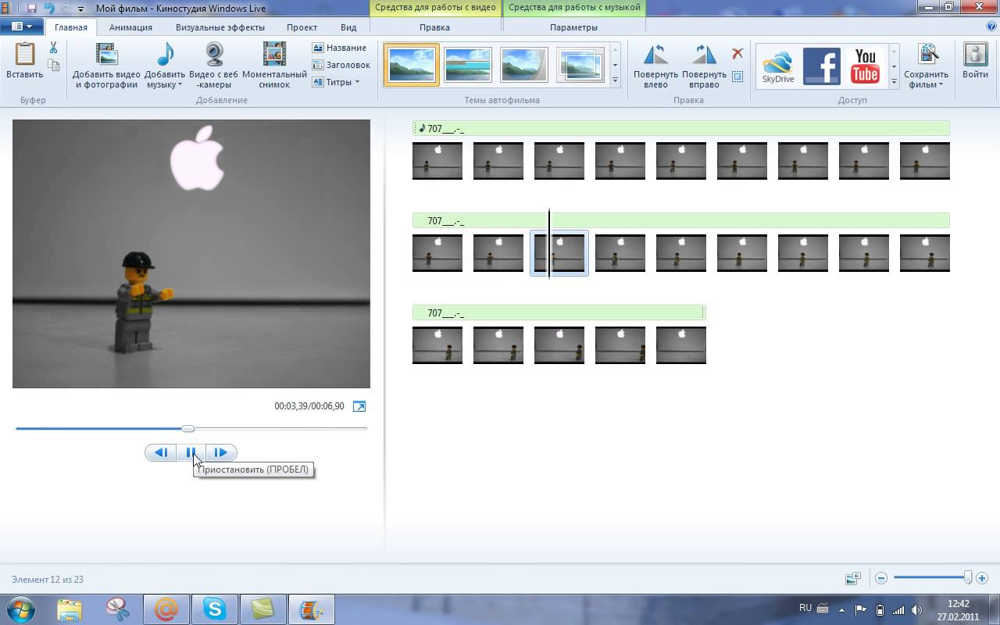 Мой фильм - Киностудия Windows Live
Средства для работы с видео
Средства для работы с музыкой
Главная
Анимация
Визуальные эффекты
Проект
Вид
Правка
Параметры
Вставить
Добавить видео
и фотографии
Добавить
музыку
Видео с веб
-камеры
Моментальный
снимок
Название
Заголовок
Титры
Повернуть
влево
Повернуть
вправо
SkyDrive
f
You
Tube
Сохранить
фильм
Войти
Буфер
Добавление
Темы автофильма
Правка
Доступ
707___.-_
707___.-_
707___.-_
00:03,39/00:06,90
Приостановить (ПРОБЕЛ)
Элемент 12 из 23
RU
12:42
27.02.2011